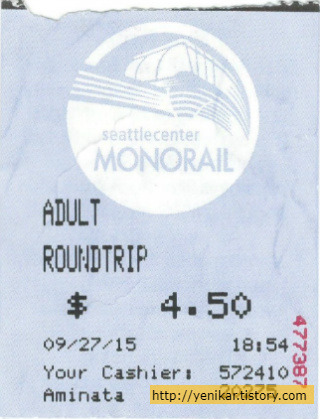 seattlecenter
MONORAIL
ADULT
ROUNDTRIP
$ 4.50
09/27/15 18:54
Your Cashier: 572410
Aminata
477387
http://yenikar.tistory.com